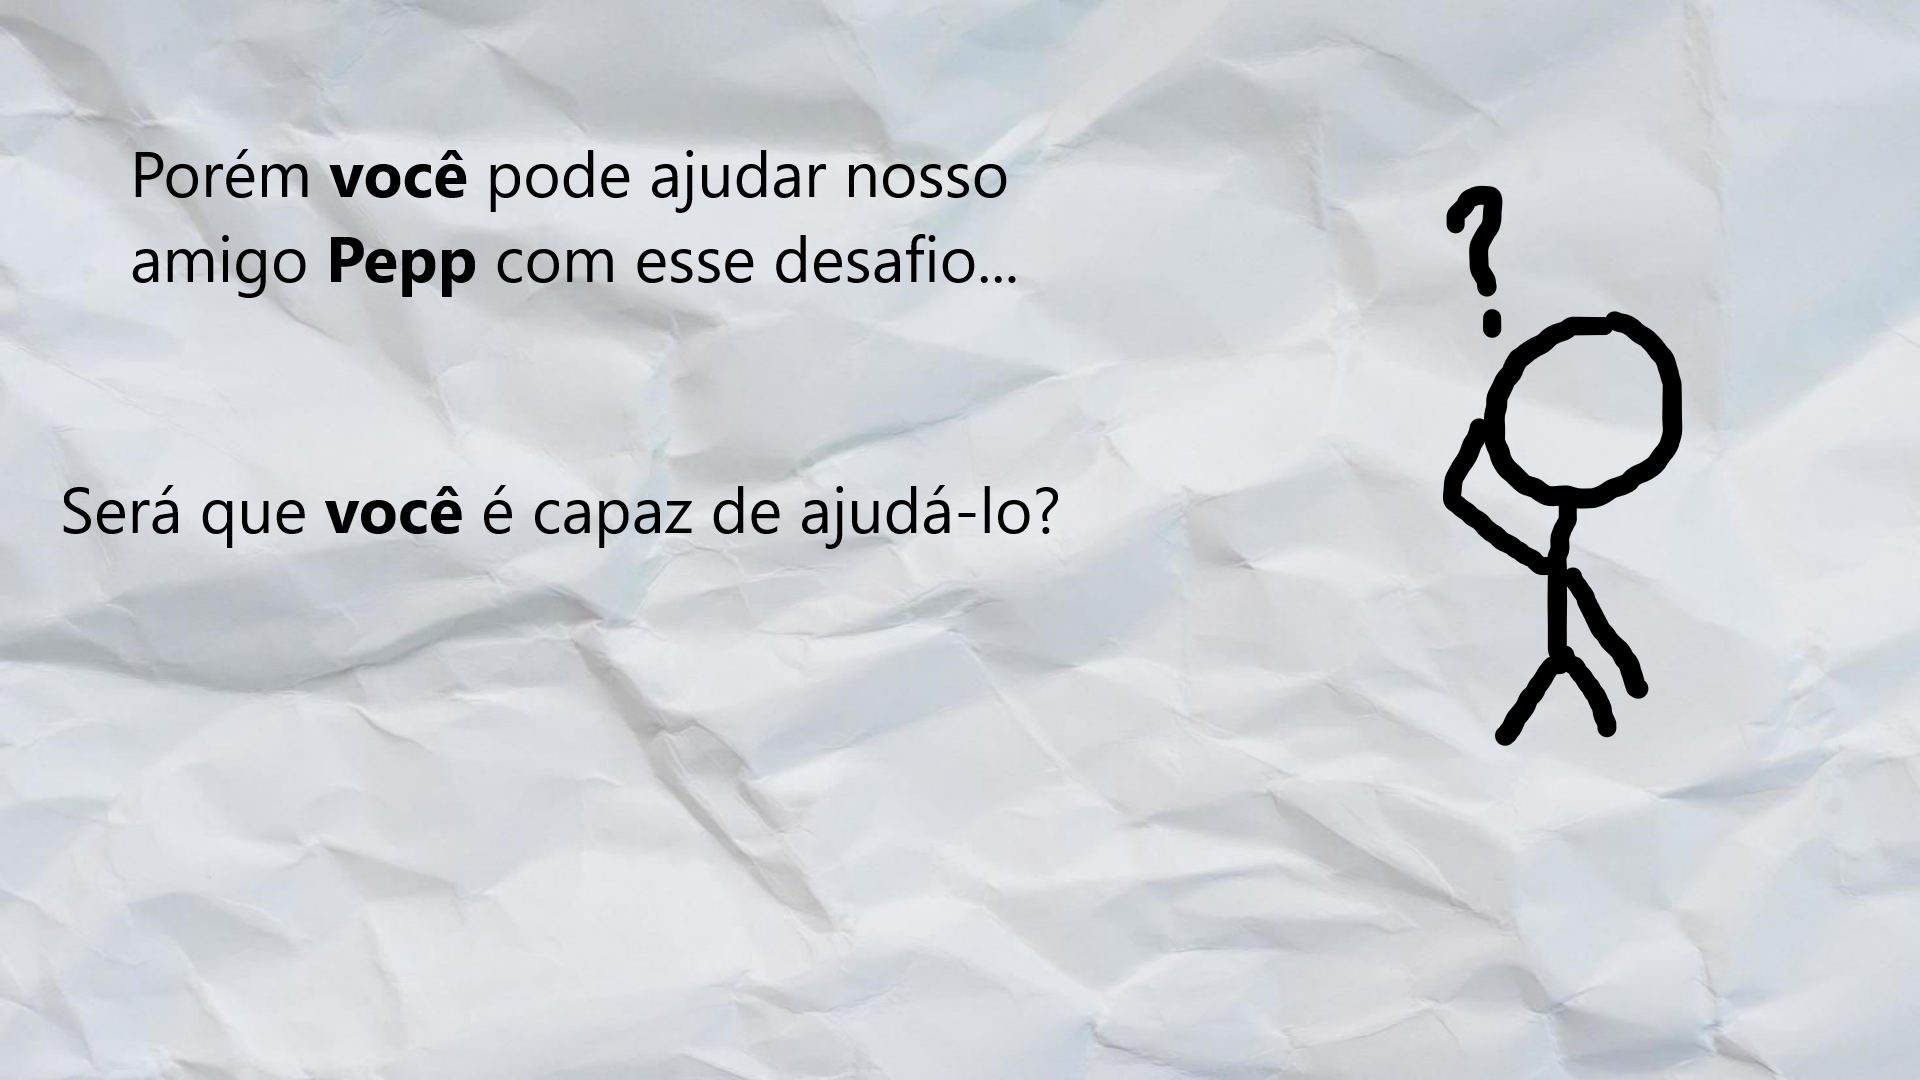 Porém você pode ajudar nosso
amigo Pepp com esse desafio...
?
Será que você é capaz de ajudá-lo?